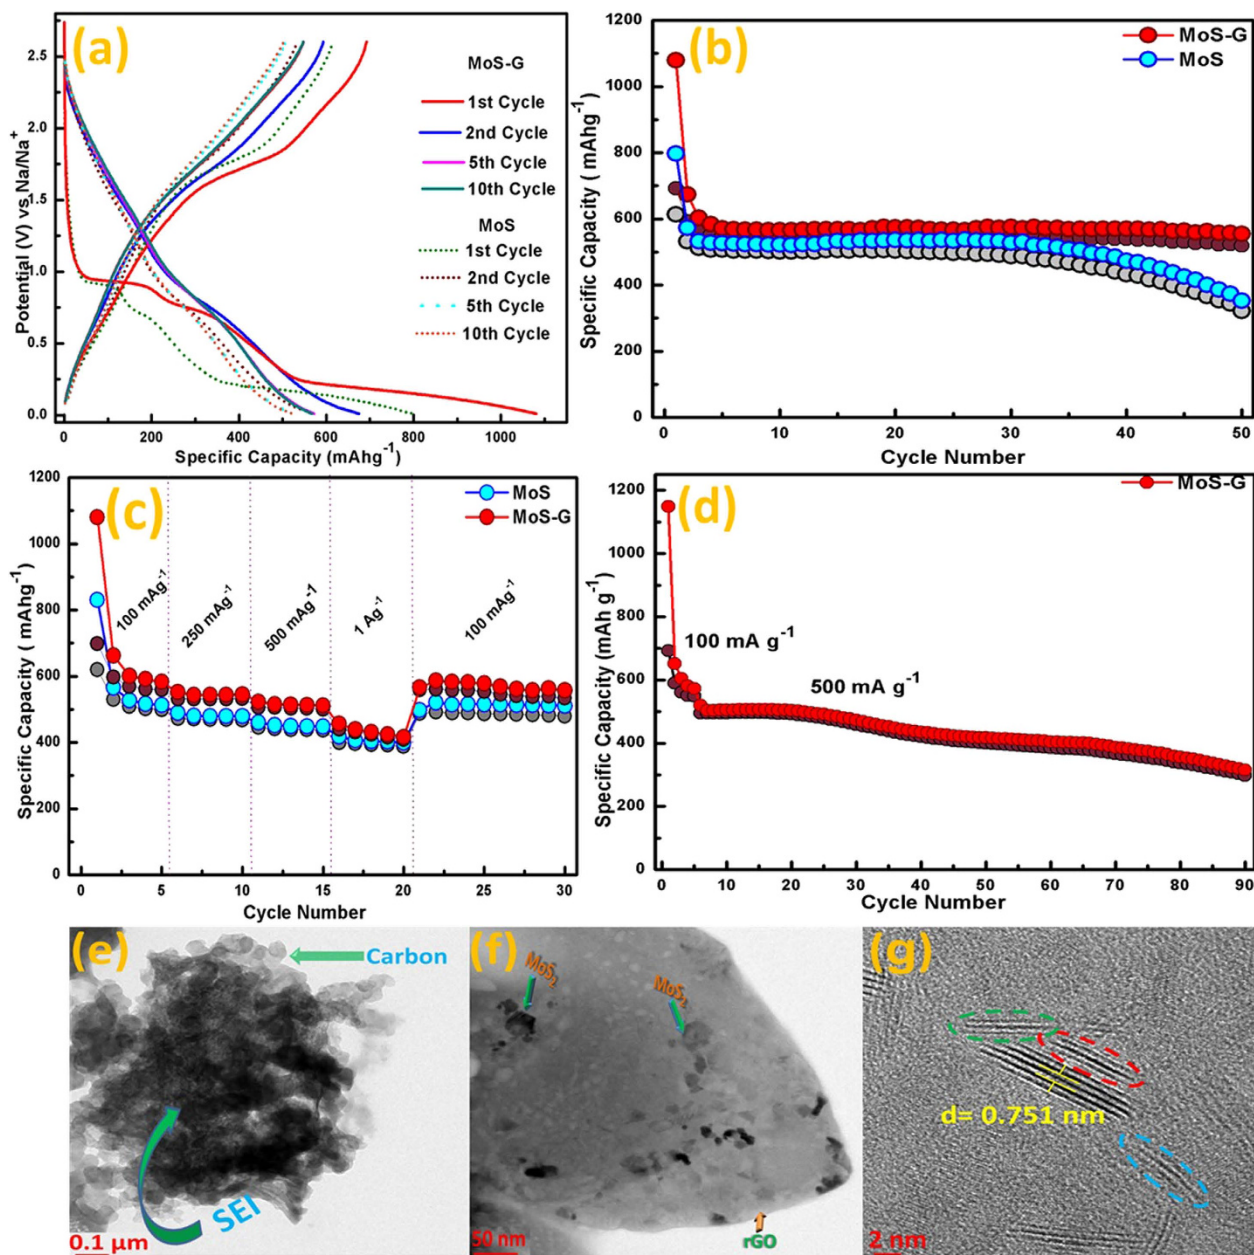 (a)
2.5
2.0
1.5
1.0
0.5
0.0
Potential (V) vs Na/Na⁺
0 200 400 600 800 1000
Specific Capacity (mAhg⁻¹)
MoS-G
1st Cycle
2nd Cycle
5th Cycle
10th Cycle
MoS
1st Cycle
2nd Cycle
5th Cycle
10th Cycle
(b)
1200
1000
800
600
400
200
0
Specific Capacity ( mAhg⁻¹)
0 10 20 30 40 50
Cycle Number
MoS-G
MoS
(c)
1200
1000
800
600
400
200
0
Specific Capacity ( mAhg⁻¹)
0 5 10 15 20 25 30
Cycle Number
MoS
MoS-G
100 mAg⁻¹
250 mAg⁻¹
500 mAg⁻¹
1 Ag⁻¹
100 mAg⁻¹
(d)
1200
1000
800
600
400
200
0
Specific Capacity (mAh g⁻¹)
0 10 20 30 40 50 60 70 80 90
Cycle Number
MoS-G
100 mA g⁻¹
500 mA g⁻¹
(e)
Carbon
SEI
0.1 µm
(f)
MoS₂
MoS₂
rGO
50 nm
(g)
d= 0.751 nm
2 nm